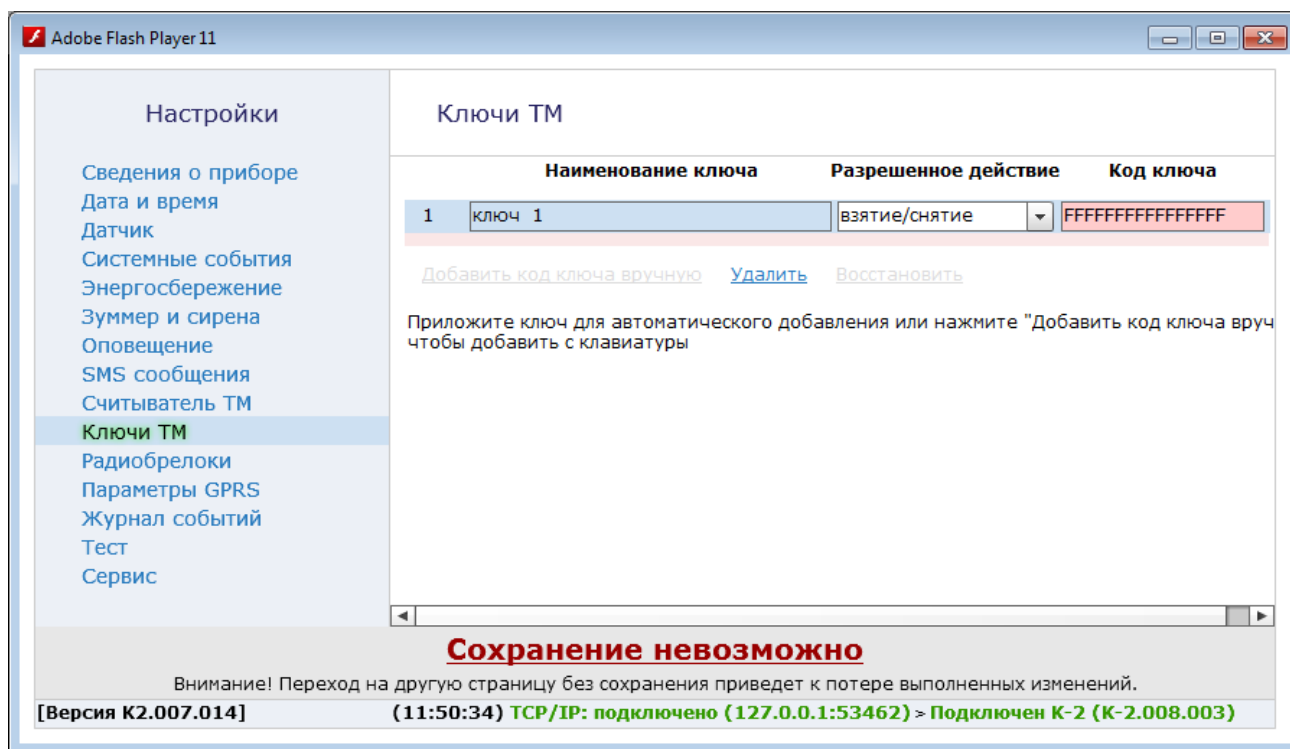 Adobe Flash Player 11
Настройки
Сведения о приборе
Дата и время
Датчик
Системные события
Энергосбережение
Зуммер и сирена
Оповещение
SMS сообщения
Считыватель ТМ
Ключи ТМ
Радиобрелоки
Параметры GPRS
Журнал событий
Тест
Сервис
Ключи ТМ
Наименование ключа Разрешенное действие Код ключа
1 ключ 1 взятие/снятие FFFFFFFFFFFFFFFF
Добавить код ключа вручную Удалить Восстановить
Приложите ключ для автоматического добавления или нажмите "Добавить код ключа вруч
чтобы добавить с клавиатуры
Сохранение невозможно
Внимание! Переход на другую страницу без сохранения приведет к потере выполненных изменений.
[Версия K2.007.014] (11:50:34) TCP/IP: подключено (127.0.0.1:53462) > Подключен K-2 (K-2.008.003)